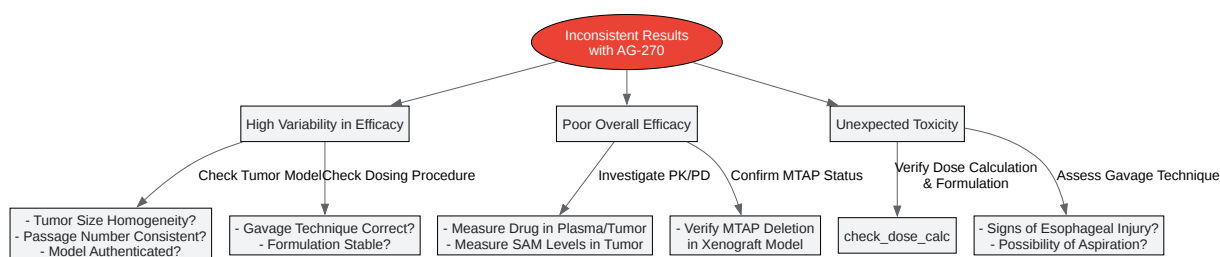 Inconsistent Results
with AG-270
High Variability in Efficacy
Poor Overall Efficacy
Unexpected Toxicity
Check Tumor Model
Check Dosing Procedure
Investigate PK/PD
Confirm MTAP Status
Verify Dose Calculation
& Formulation
Assess Gavage Technique
- Tumor Size Homogeneity?
- Passage Number Consistent?
- Model Authenticated?
- Gavage Technique Correct?
- Formulation Stable?
- Measure Drug in Plasma/Tumor
- Measure SAM Levels in Tumor
- Verify MTAP Deletion
in Xenograft Model
check_dose_calc
- Signs of Esophageal Injury?
- Possibility of Aspiration?